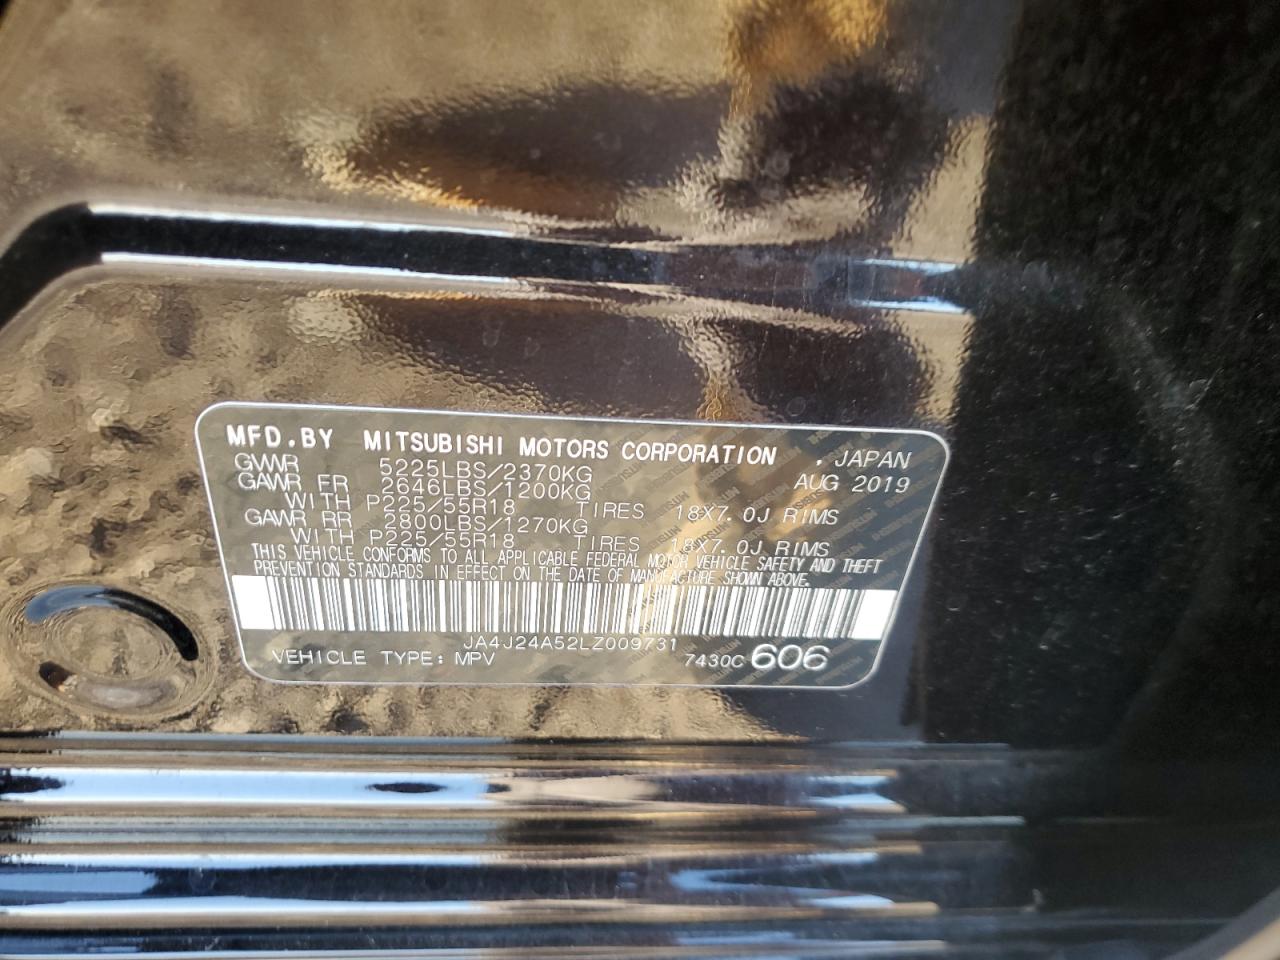 MFD.BY MITSUBISHI MOTORS CORPORATION , JAPAN
GVWR 5225LBS/2370KG AUG 2019
GAWR FR 2646LBS/1200KG
WITH P225/55R18 TIRES 18X7.0J RIMS
GAWR RR 2800LBS/1270KG
WITH P225/55R18 TIRES 18X7.0J RIMS
THIS VEHICLE CONFORMS TO ALL APPLICABLE FEDERAL MOTOR VEHICLE SAFETY AND THEFT
PREVENTION STANDARDS IN EFFECT ON THE DATE OF MANUFACTURE SHOWN ABOVE.
JA4J24A52LZ009731
VEHICLE TYPE: MPV 7430C 606